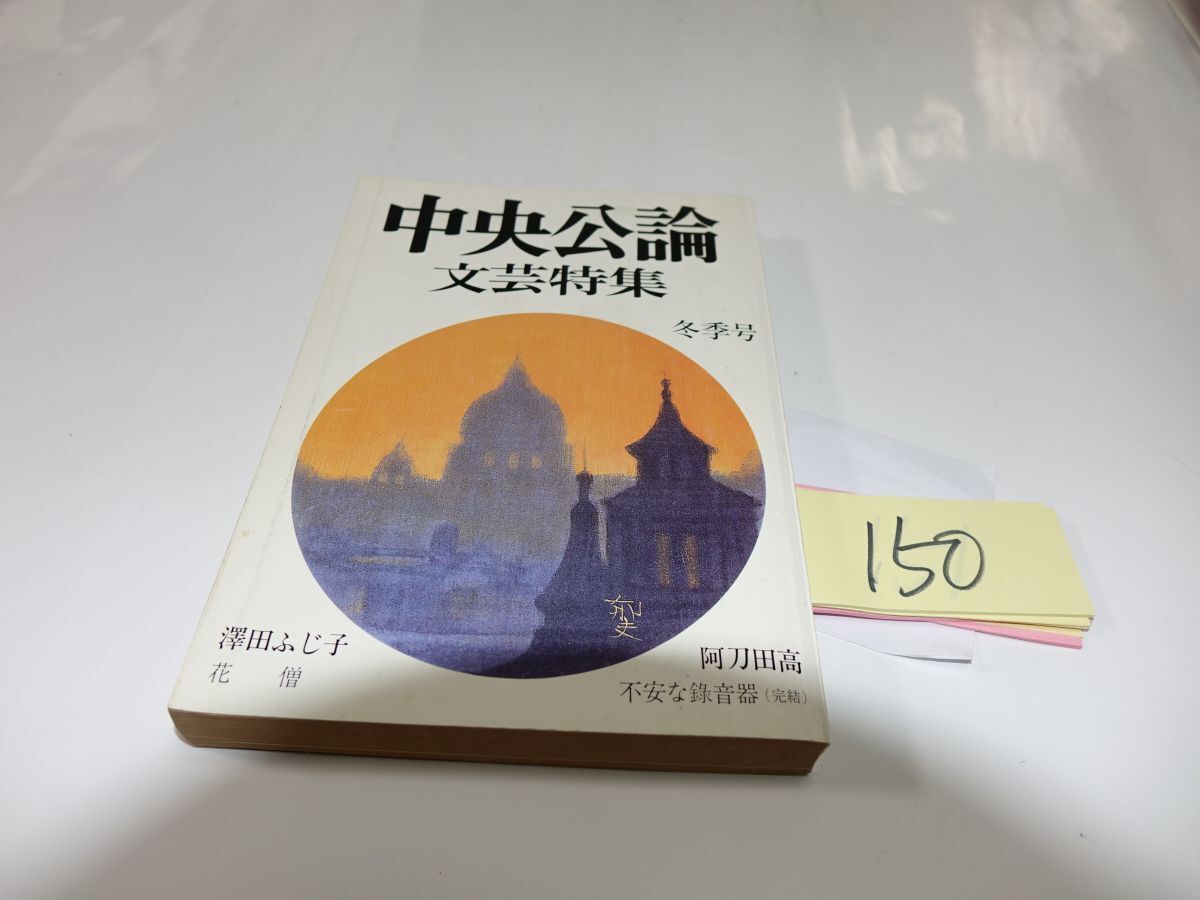 中央公論
文芸特集
冬季号
澤田ふじ子
花僧
阿刀田高
不安な錄音器(完結)
150